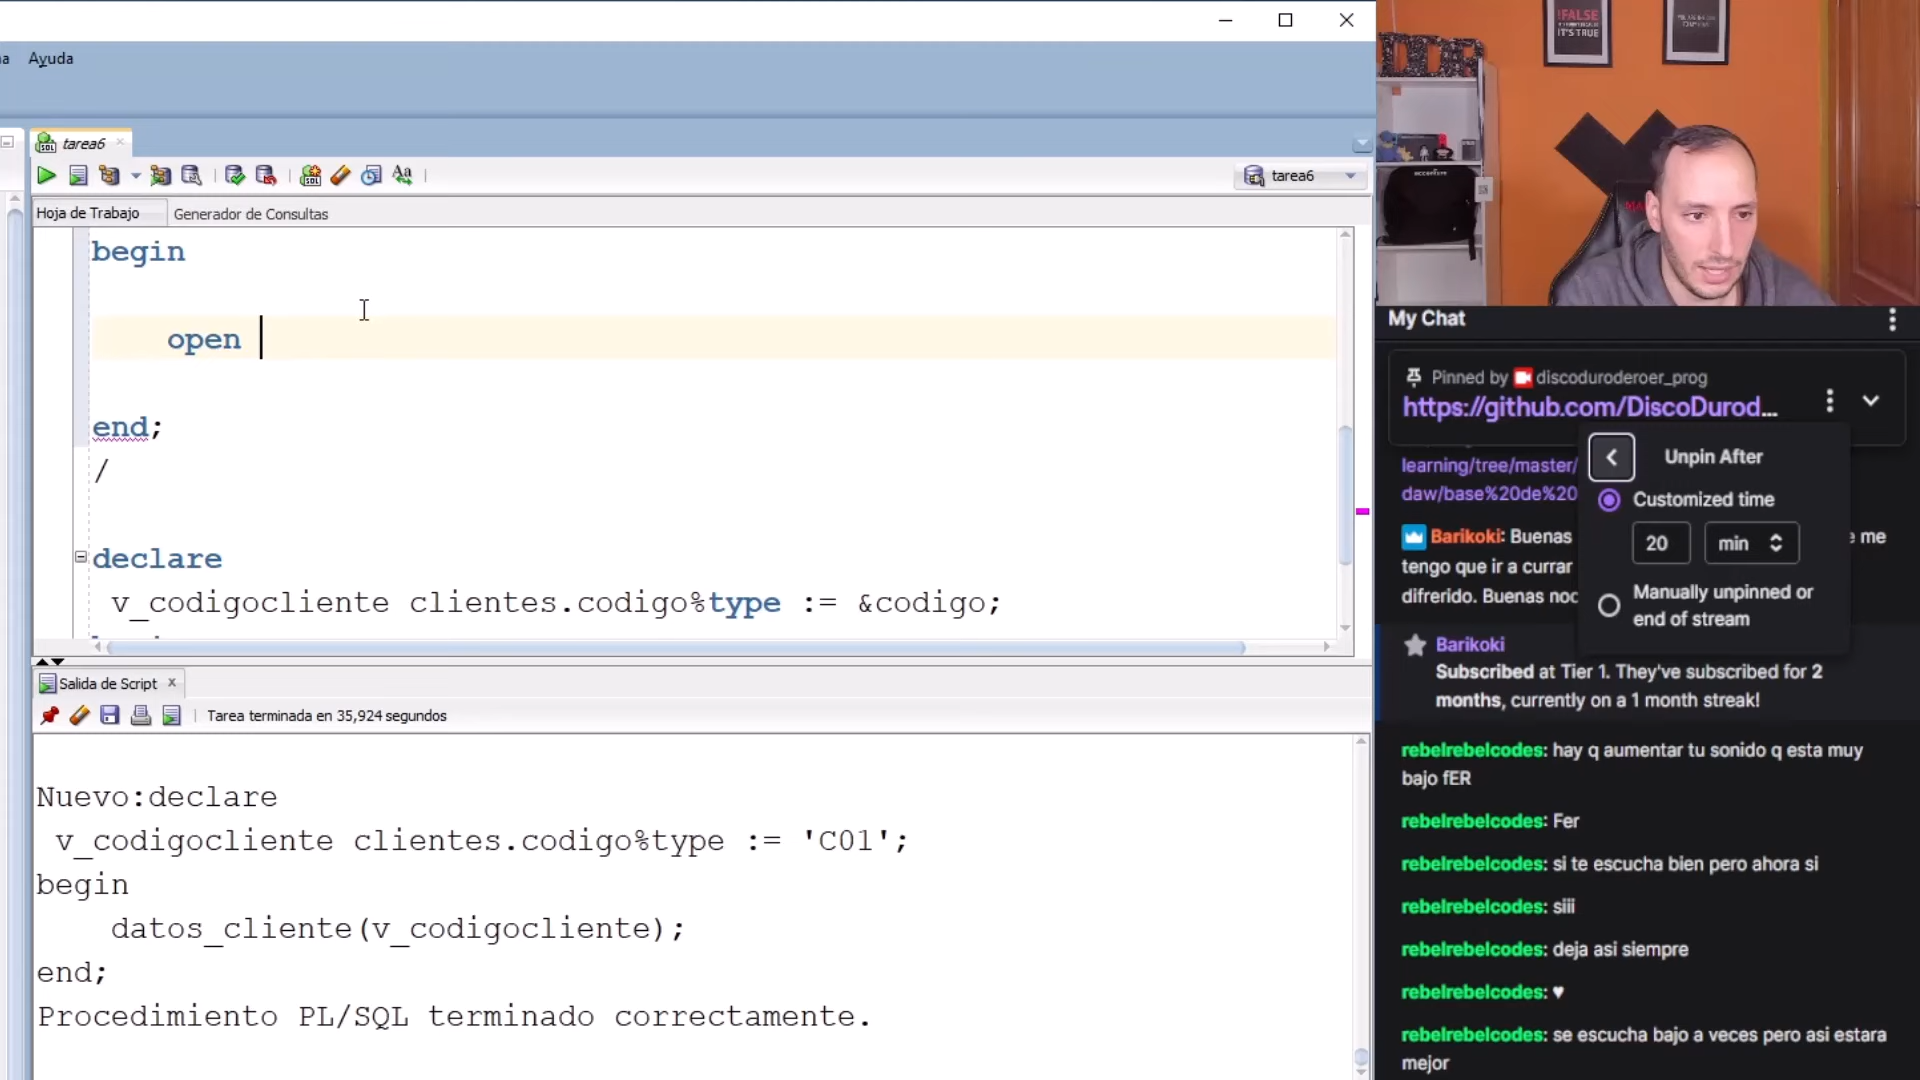 a Ayuda
tarea6
tarea6
Hoja de Trabajo
Generador de Consultas
begin
open
end;
/
declare
v_codigocliente clientes.codigo%type := &codigo;
Salida de Script
Tarea terminada en 35,924 segundos
Nuevo:declare
v_codigocliente clientes.codigo%type := 'C01';
begin
datos_cliente(v_codigocliente);
end;
Procedimiento PL/SQL terminado correctamente.
!FALSE
IT'S TRUE
My Chat
Pinned by discoduroderoer_prog
https://github.com/DiscoDurod...
learning/tree/master/
daw/base%20de%20
Unpin After
Customized time
20 min
Manually unpinned or
end of stream
Barikoki: Buenas
e me
tengo que ir a currar
difrerido. Buenas noc
Barikoki
Subscribed at Tier 1. They've subscribed for 2
months, currently on a 1 month streak!
rebelrebelcodes: hay q aumentar tu sonido q esta muy
bajo fER
rebelrebelcodes: Fer
rebelrebelcodes: si te escucha bien pero ahora si
rebelrebelcodes: siii
rebelrebelcodes: deja asi siempre
rebelrebelcodes: ♥
rebelrebelcodes: se escucha bajo a veces pero asi estara
mejor